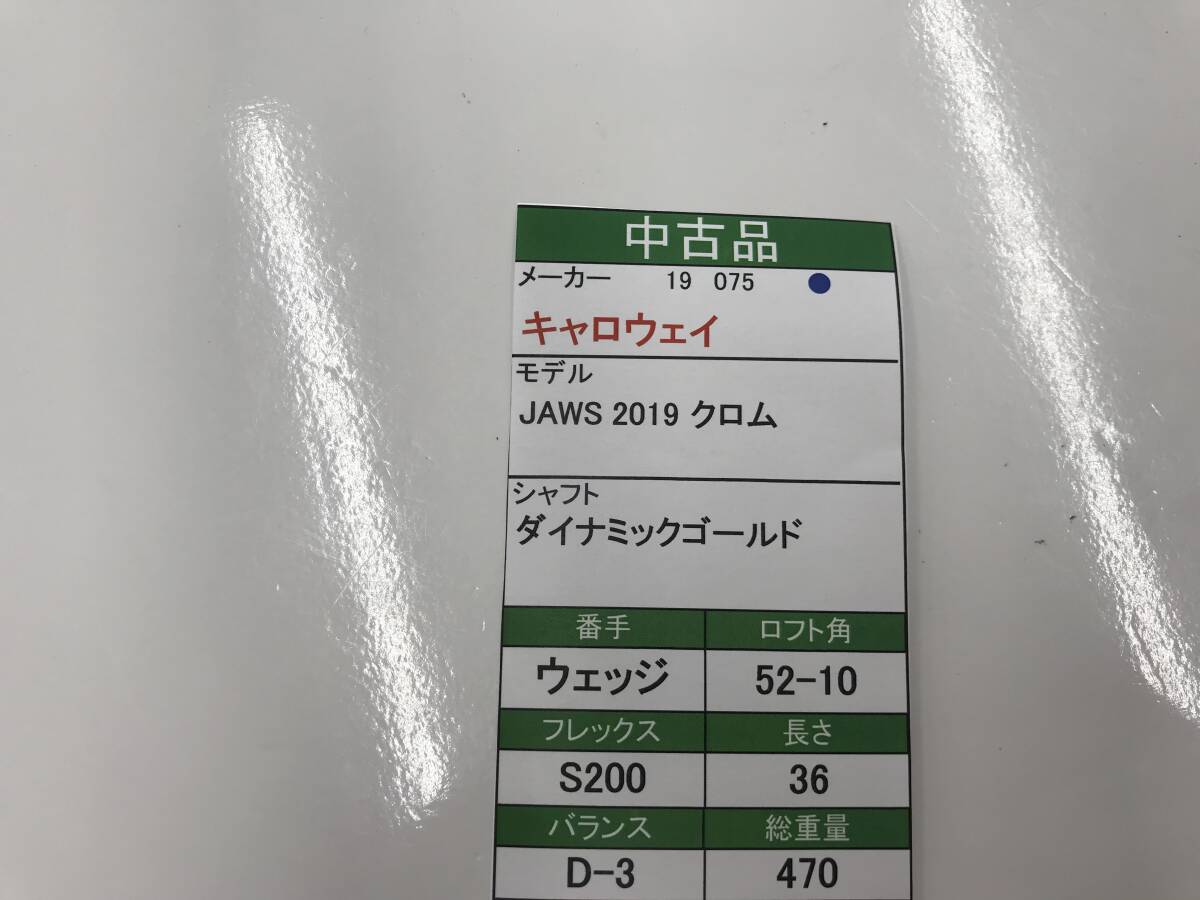 中古品
メーカー 19 075
キャロウェイ
モデル
JAWS 2019 クロム
シャフト
ダイナミックゴールド
番手 ロフト角
ウェッジ 52-10
フレックス 長さ
S200 36
バランス 総重量
D-3 470